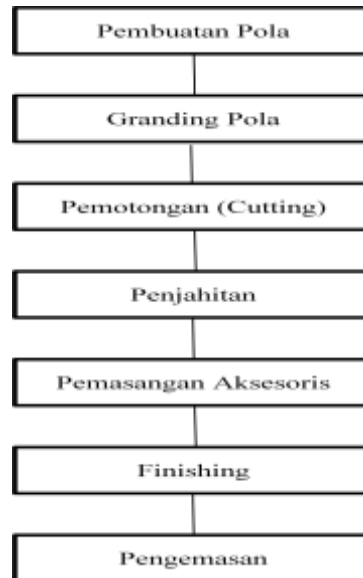 Pembuatan Pola
Granding Pola
Pemotongan (Cutting)
Penjahitan
Pemasangan Aksesoris
Finishing
Pengemasan